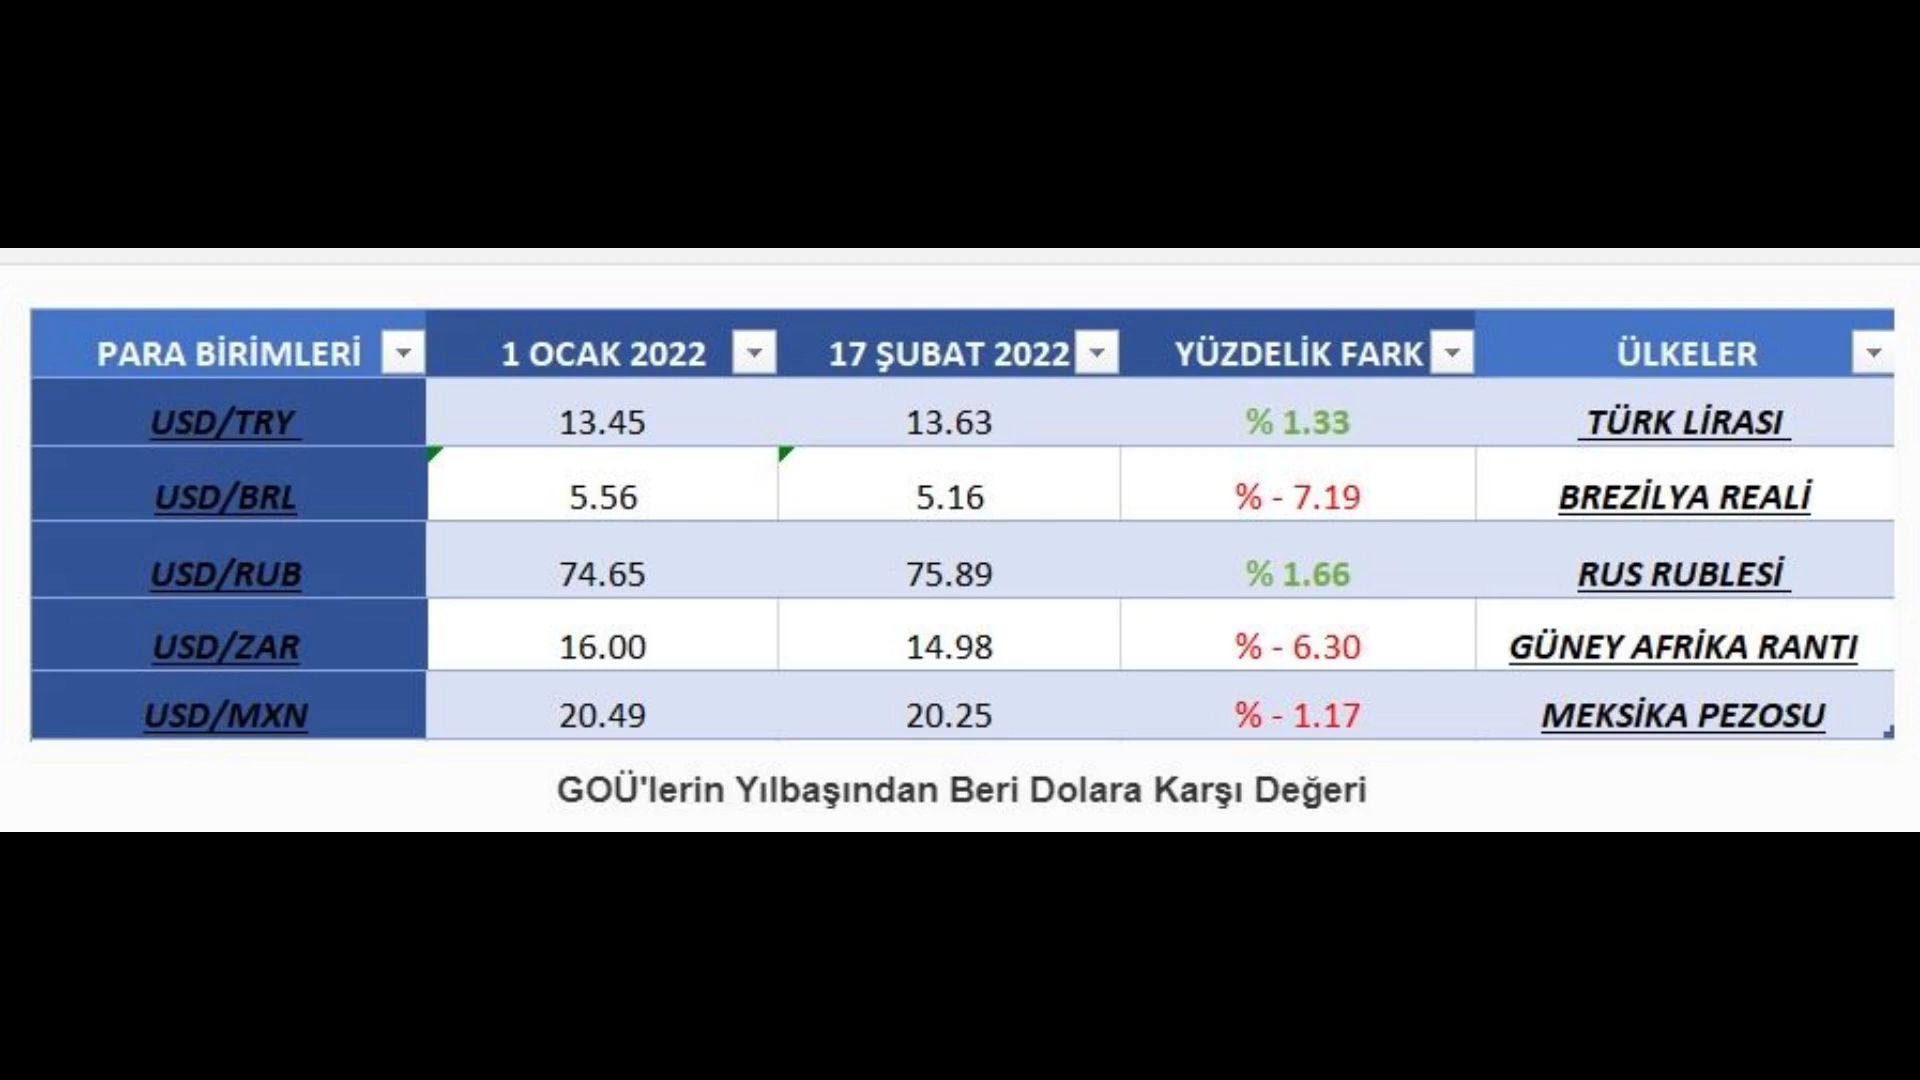 PARA BİRİMLERİ 1 OCAK 2022 17 ŞUBAT 2022 YÜZDELİK FARK ÜLKELER
USD/TRY 13.45 13.63 % 1.33 TÜRK LİRASI
USD/BRL 5.56 5.16 % - 7.19 BREZİLYA REALİ
USD/RUB 74.65 75.89 % 1.66 RUS RUBLESİ
USD/ZAR 16.00 14.98 % - 6.30 GÜNEY AFRİKA RANTI
USD/MXN 20.49 20.25 % - 1.17 MEKSİKA PEZOSU
GOÜ'lerin Yılbaşından Beri Dolara Karşı Değeri